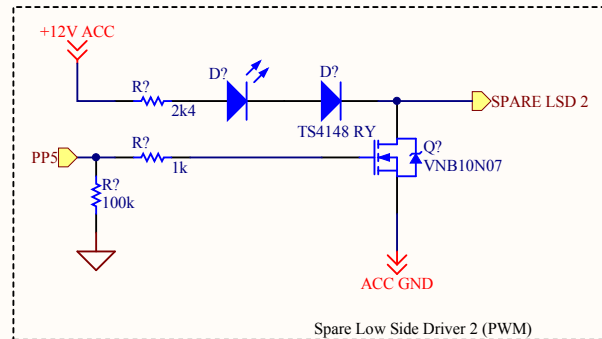 +12V ACC
D?
D?
R?
2k4
TS4148 RY
SPARE LSD 2
PP5
R?
1k
Q?
VNB10N07
R?
100k
ACC GND
Spare Low Side Driver 2 (PWM)